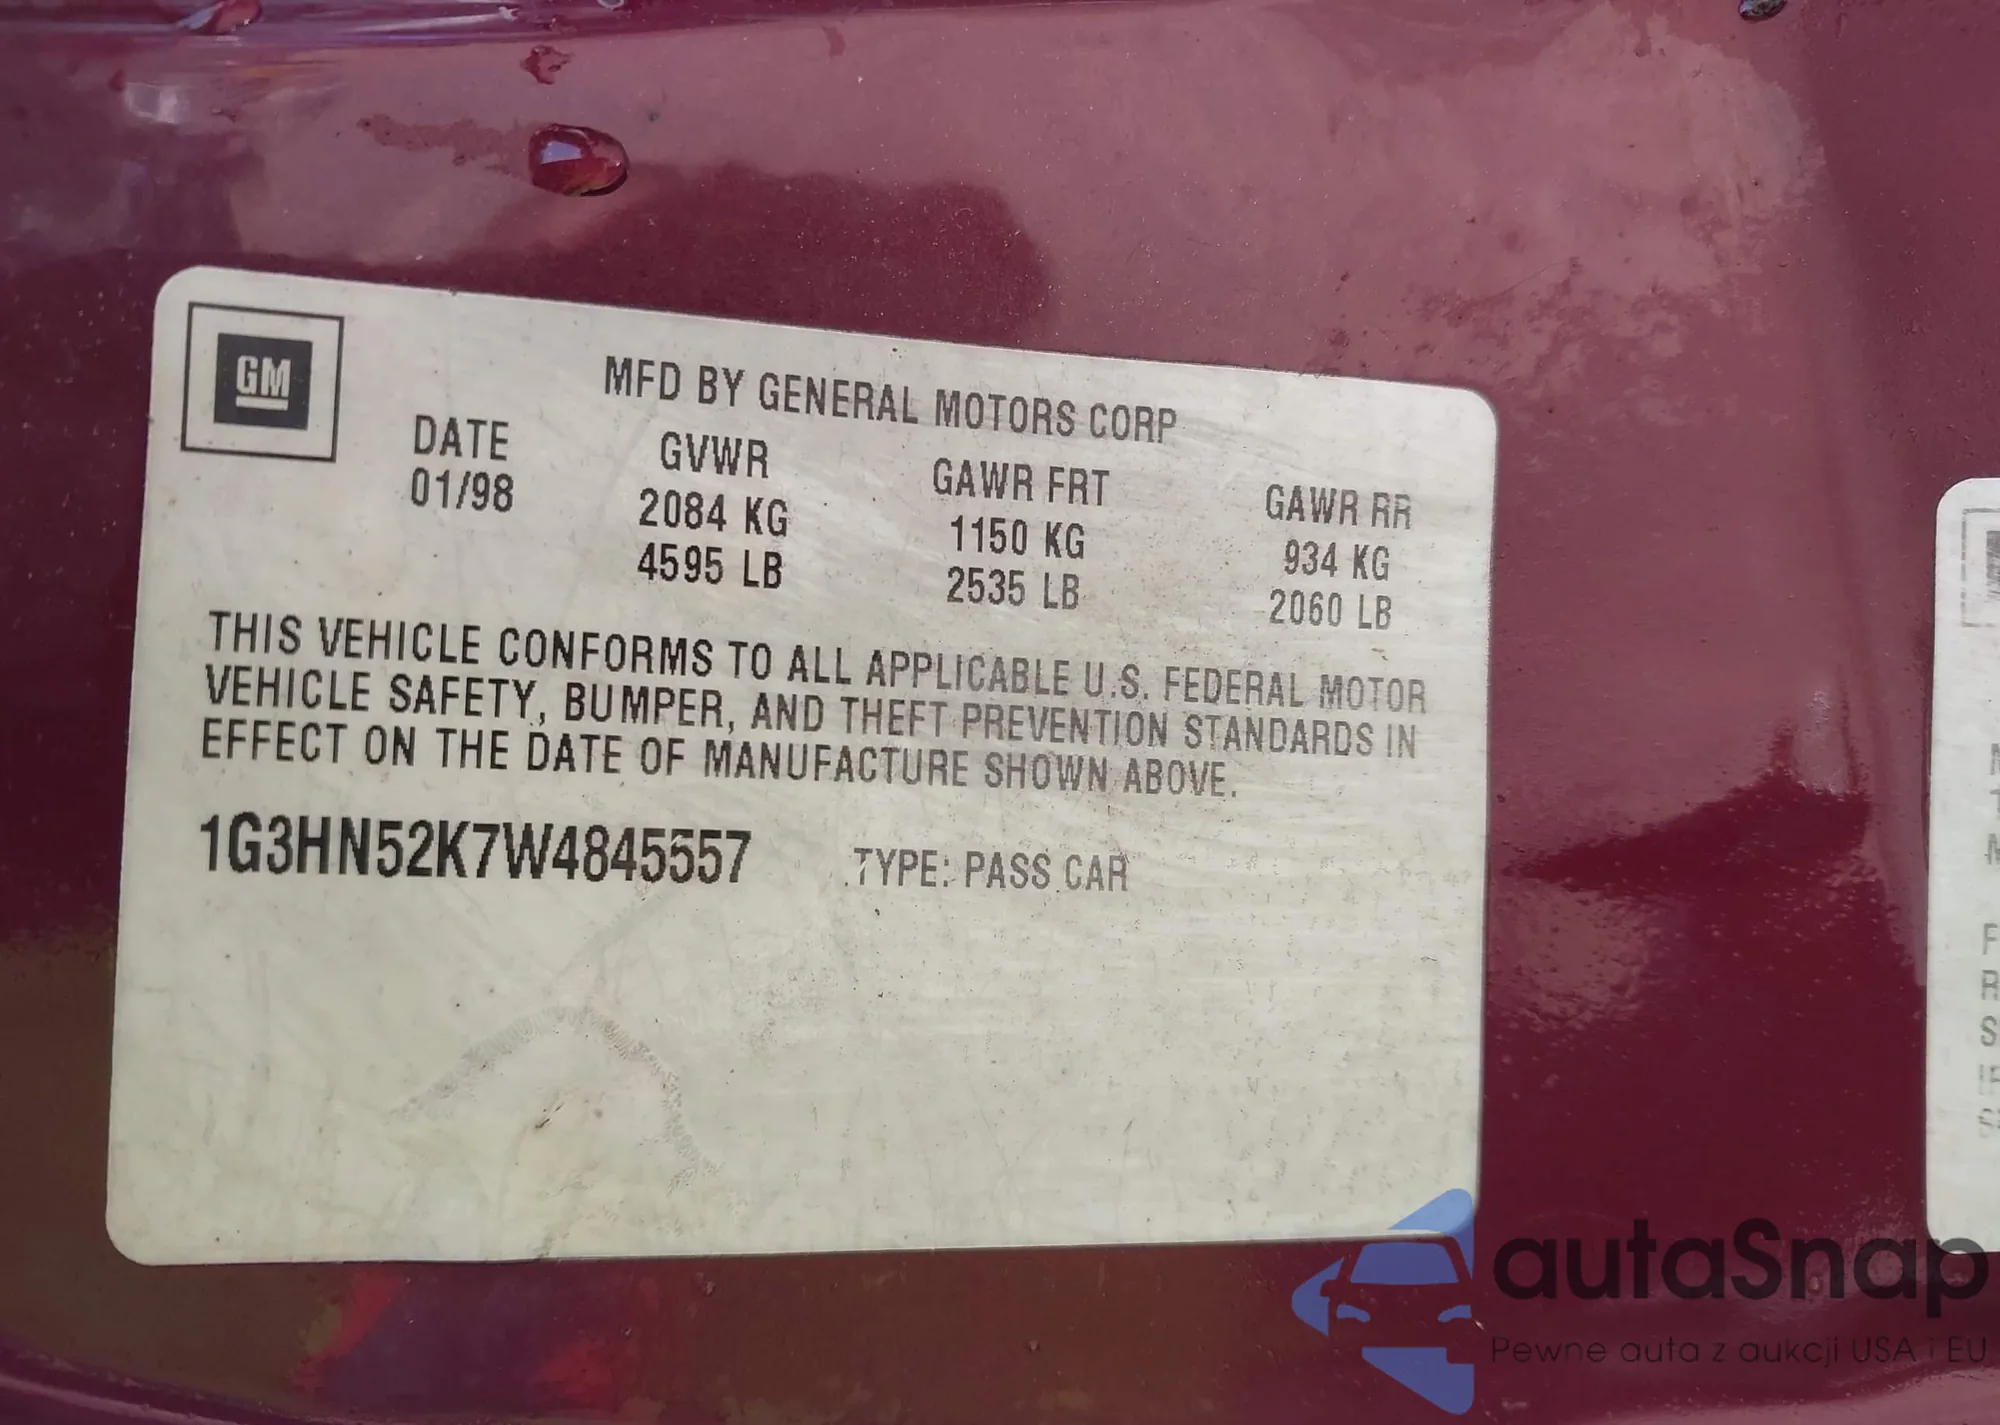 GM
MFD BY GENERAL MOTORS CORP
DATE GVWR GAWR FRT GAWR RR
01/98 2084 KG 1150 KG 934 KG
4595 LB 2535 LB 2060 LB
THIS VEHICLE CONFORMS TO ALL APPLICABLE U.S. FEDERAL MOTOR
VEHICLE SAFETY, BUMPER, AND THEFT PREVENTION STANDARDS IN
EFFECT ON THE DATE OF MANUFACTURE SHOWN ABOVE.
1G3HN52K7W4845557 TYPE: PASS CAR
autaSnap
Pewne auta z aukcji USA i EU